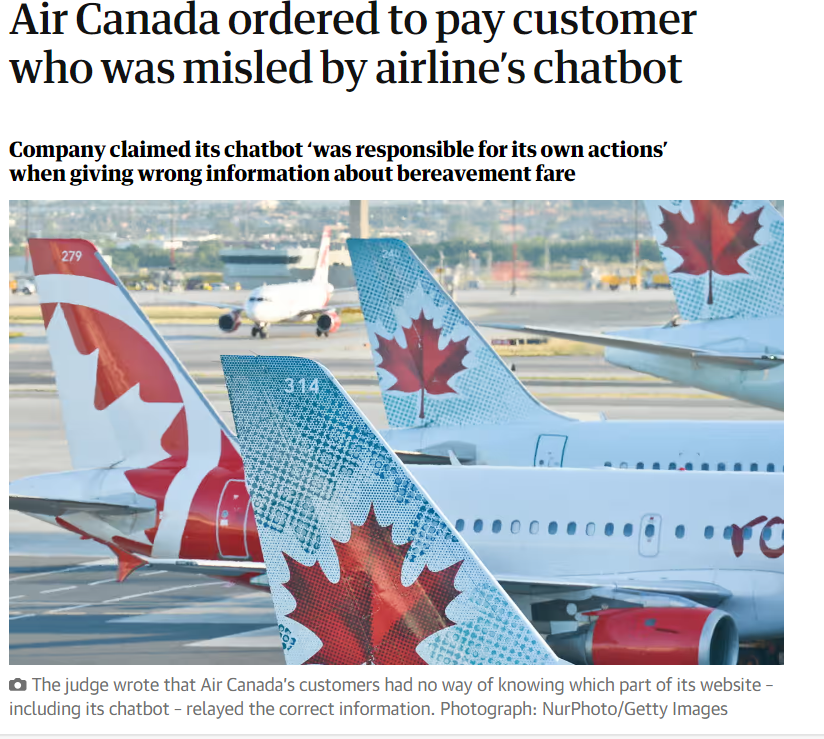 Air Canada ordered to pay customer
who was misled by airline’s chatbot
Company claimed its chatbot ‘was responsible for its own actions’
when giving wrong information about bereavement fare
279
240
314
The judge wrote that Air Canada’s customers had no way of knowing which part of its website –
including its chatbot – relayed the correct information. Photograph: NurPhoto/Getty Images